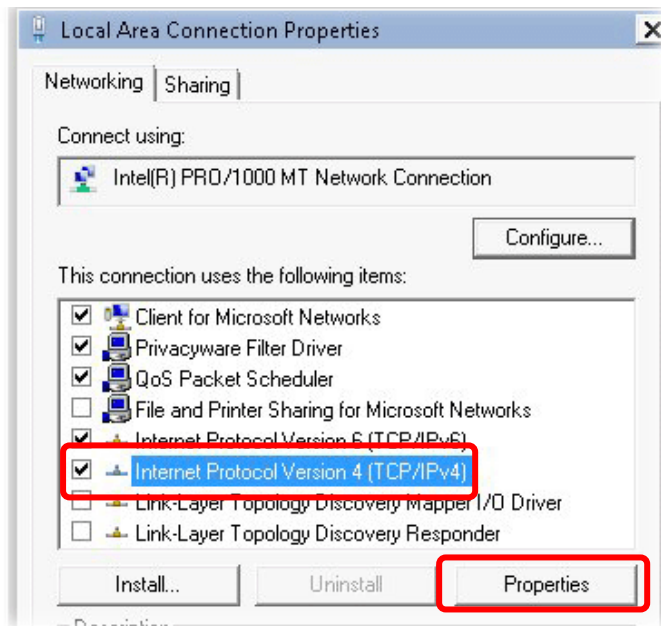 Local Area Connection Properties
Networking
Sharing
Connect using:
Intel(R) PRO/1000 MT Network Connection
Configure...
This connection uses the following items:
Client for Microsoft Networks
Privacyware Filter Driver
QoS Packet Scheduler
File and Printer Sharing for Microsoft Networks
Internet Protocol Version 6 (TCP/IPv6)
Internet Protocol Version 4 (TCP/IPv4)
Link-Layer Topology Discovery Mapper I/O Driver
Link-Layer Topology Discovery Responder
Install...
Uninstall
Properties
Description